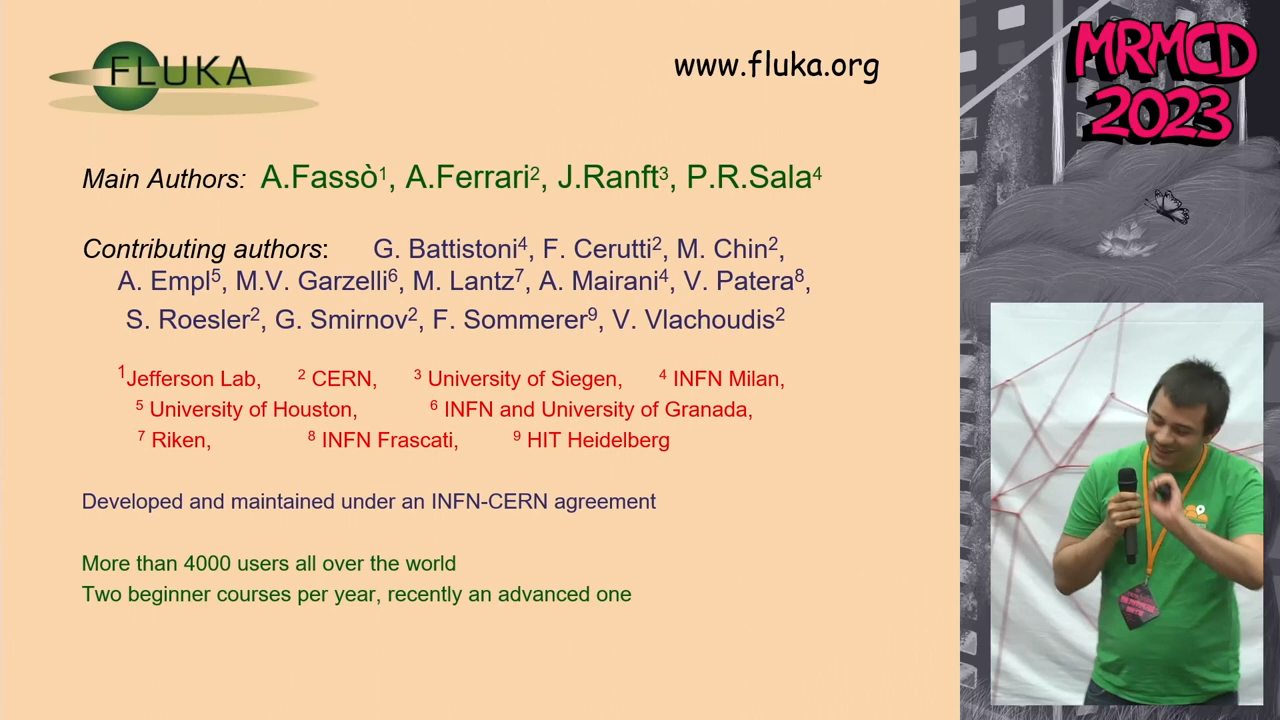 FLUKA
www.fluka.org
Main Authors: A.Fassò¹, A.Ferrari², J.Ranft³, P.R.Sala⁴
Contributing authors: G. Battistoni⁴, F. Cerutti², M. Chin²,
A. Empl⁵, M.V. Garzelli⁶, M. Lantz⁷, A. Mairani⁴, V. Patera⁸,
S. Roesler², G. Smirnov², F. Sommerer⁹, V. Vlachoudis²
¹Jefferson Lab, ² CERN, ³ University of Siegen, ⁴ INFN Milan,
⁵ University of Houston, ⁶ INFN and University of Granada,
⁷ Riken, ⁸ INFN Frascati, ⁹ HIT Heidelberg
Developed and maintained under an INFN-CERN agreement
More than 4000 users all over the world
Two beginner courses per year, recently an advanced one
MRMCD
2023